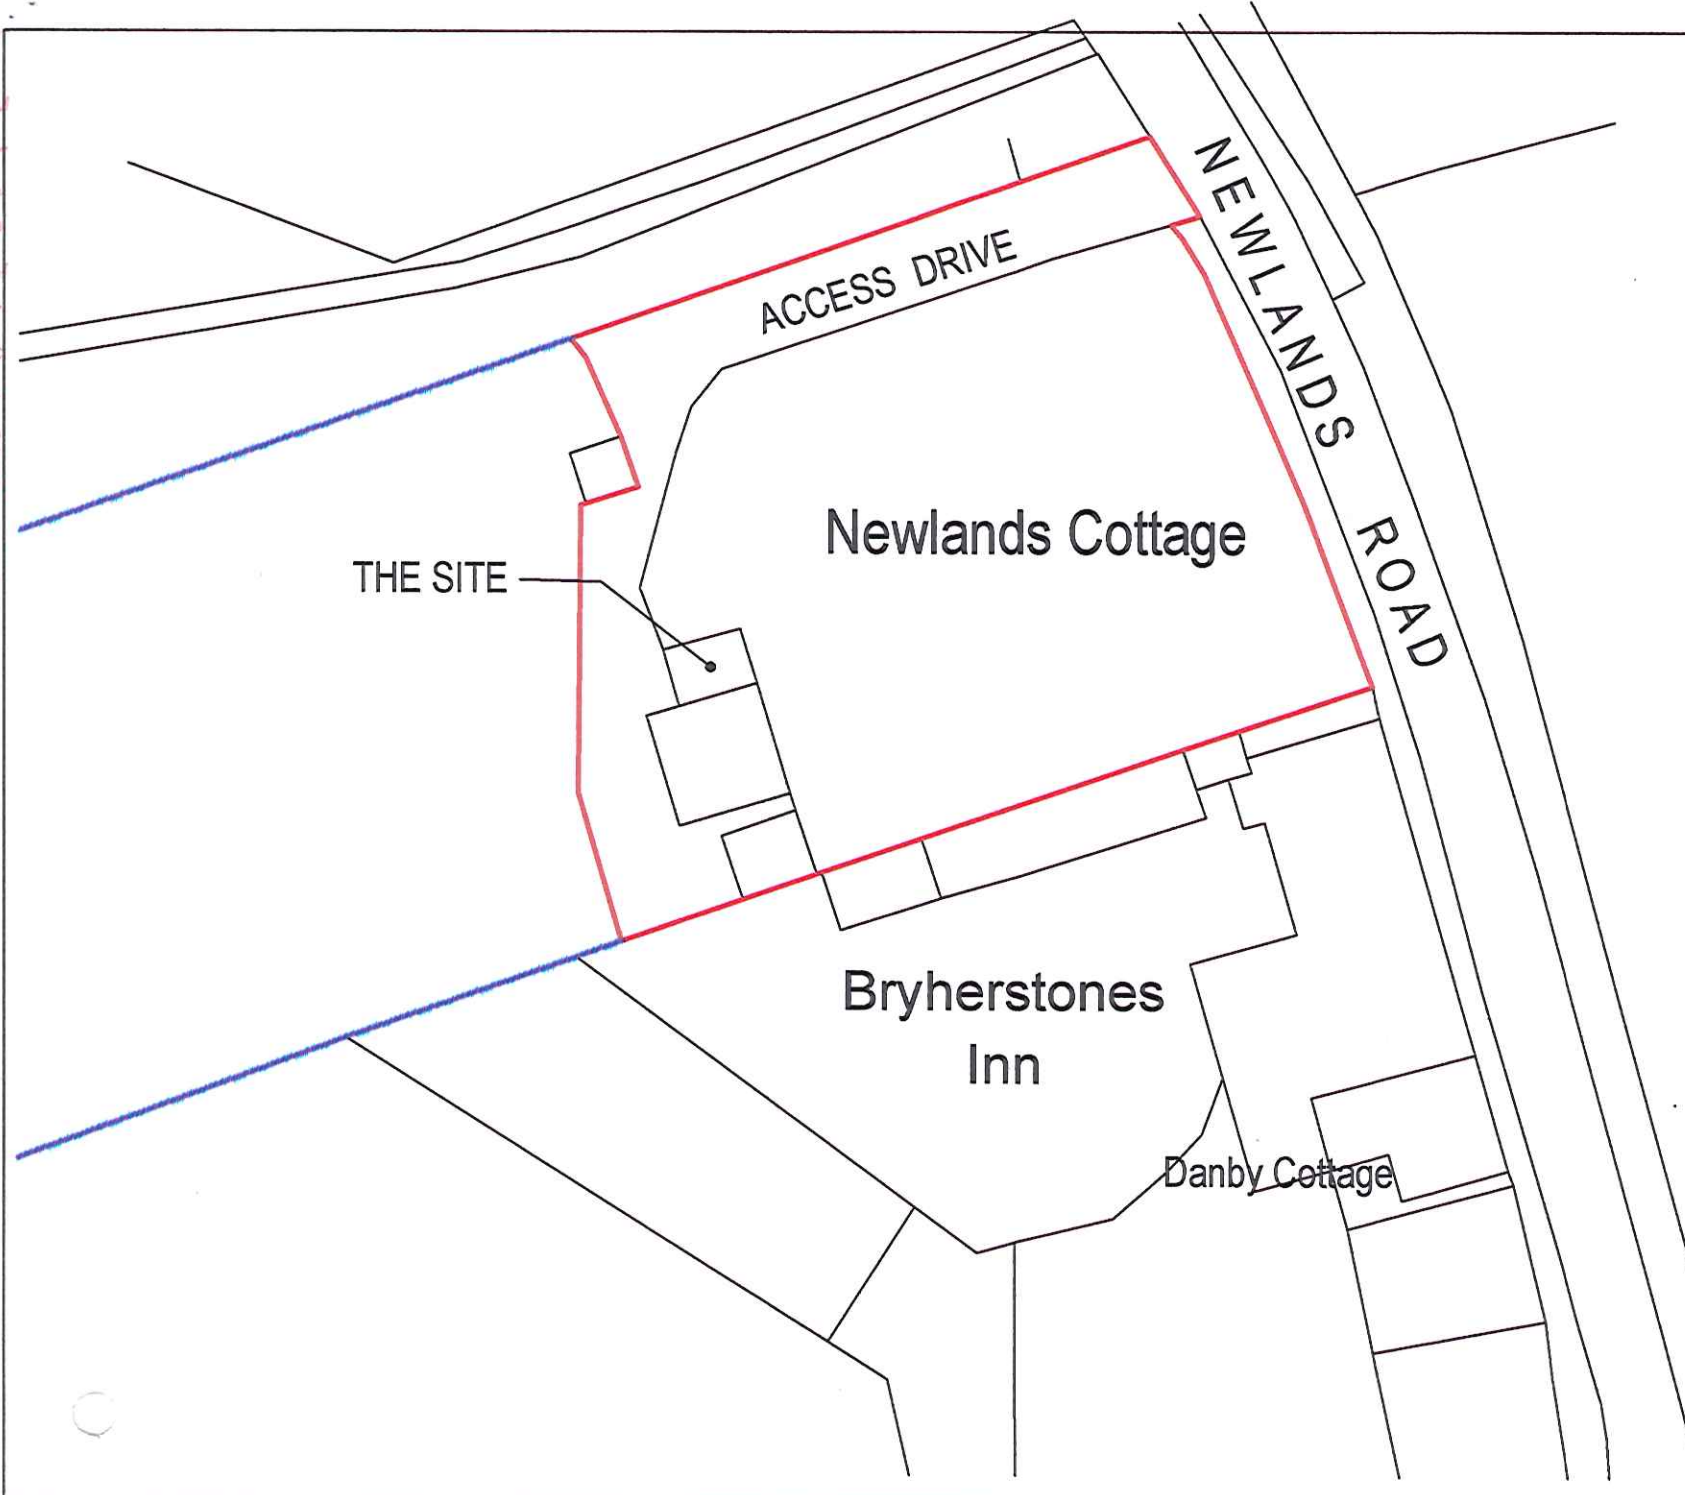 NEWLANDS ROAD
ACCESS DRIVE
Newlands Cottage
THE SITE
Bryherstones
Inn
Danby Cottage